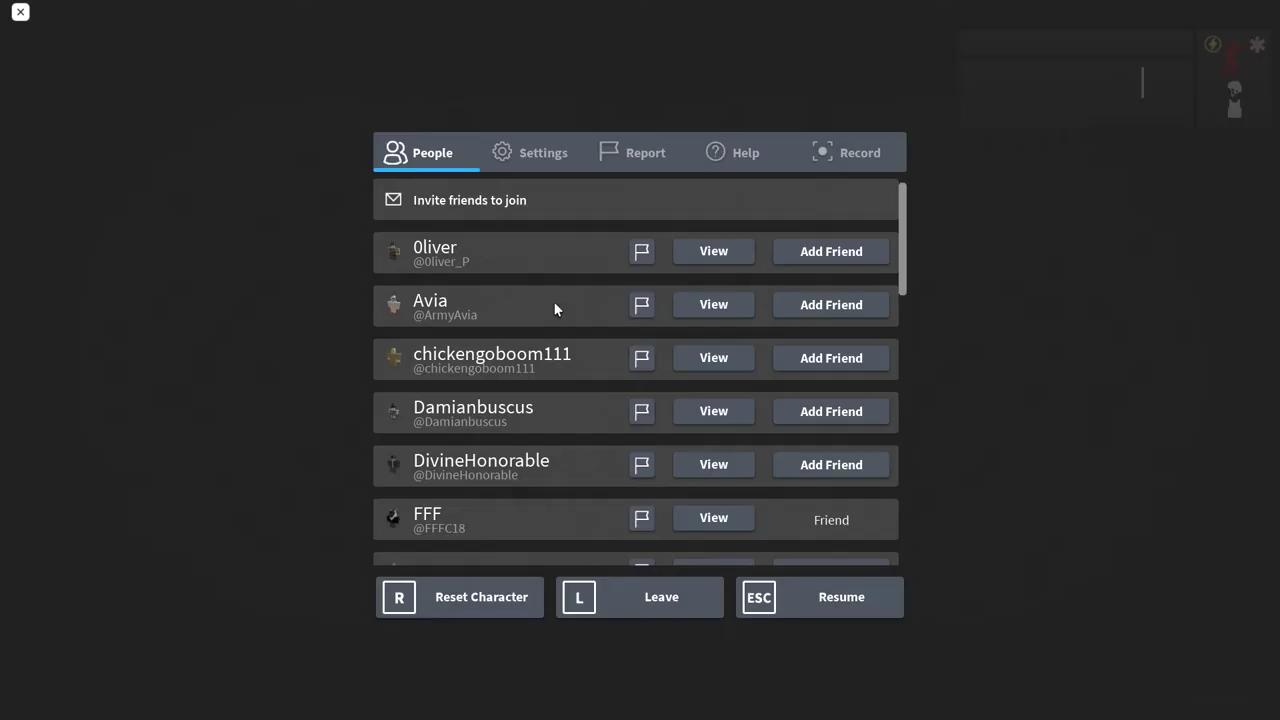 People
Settings
Report
Help
Record
Invite friends to join
0liver
@0liver_P
View
Add Friend
Avia
@ArmyAvia
View
Add Friend
chickengoboom111
@chickengoboom111
View
Add Friend
Damianbuscus
@Damianbuscus
View
Add Friend
DivineHonorable
@DivineHonorable
View
Add Friend
FFF
@FFFC18
View
Friend
R Reset Character
L Leave
ESC Resume